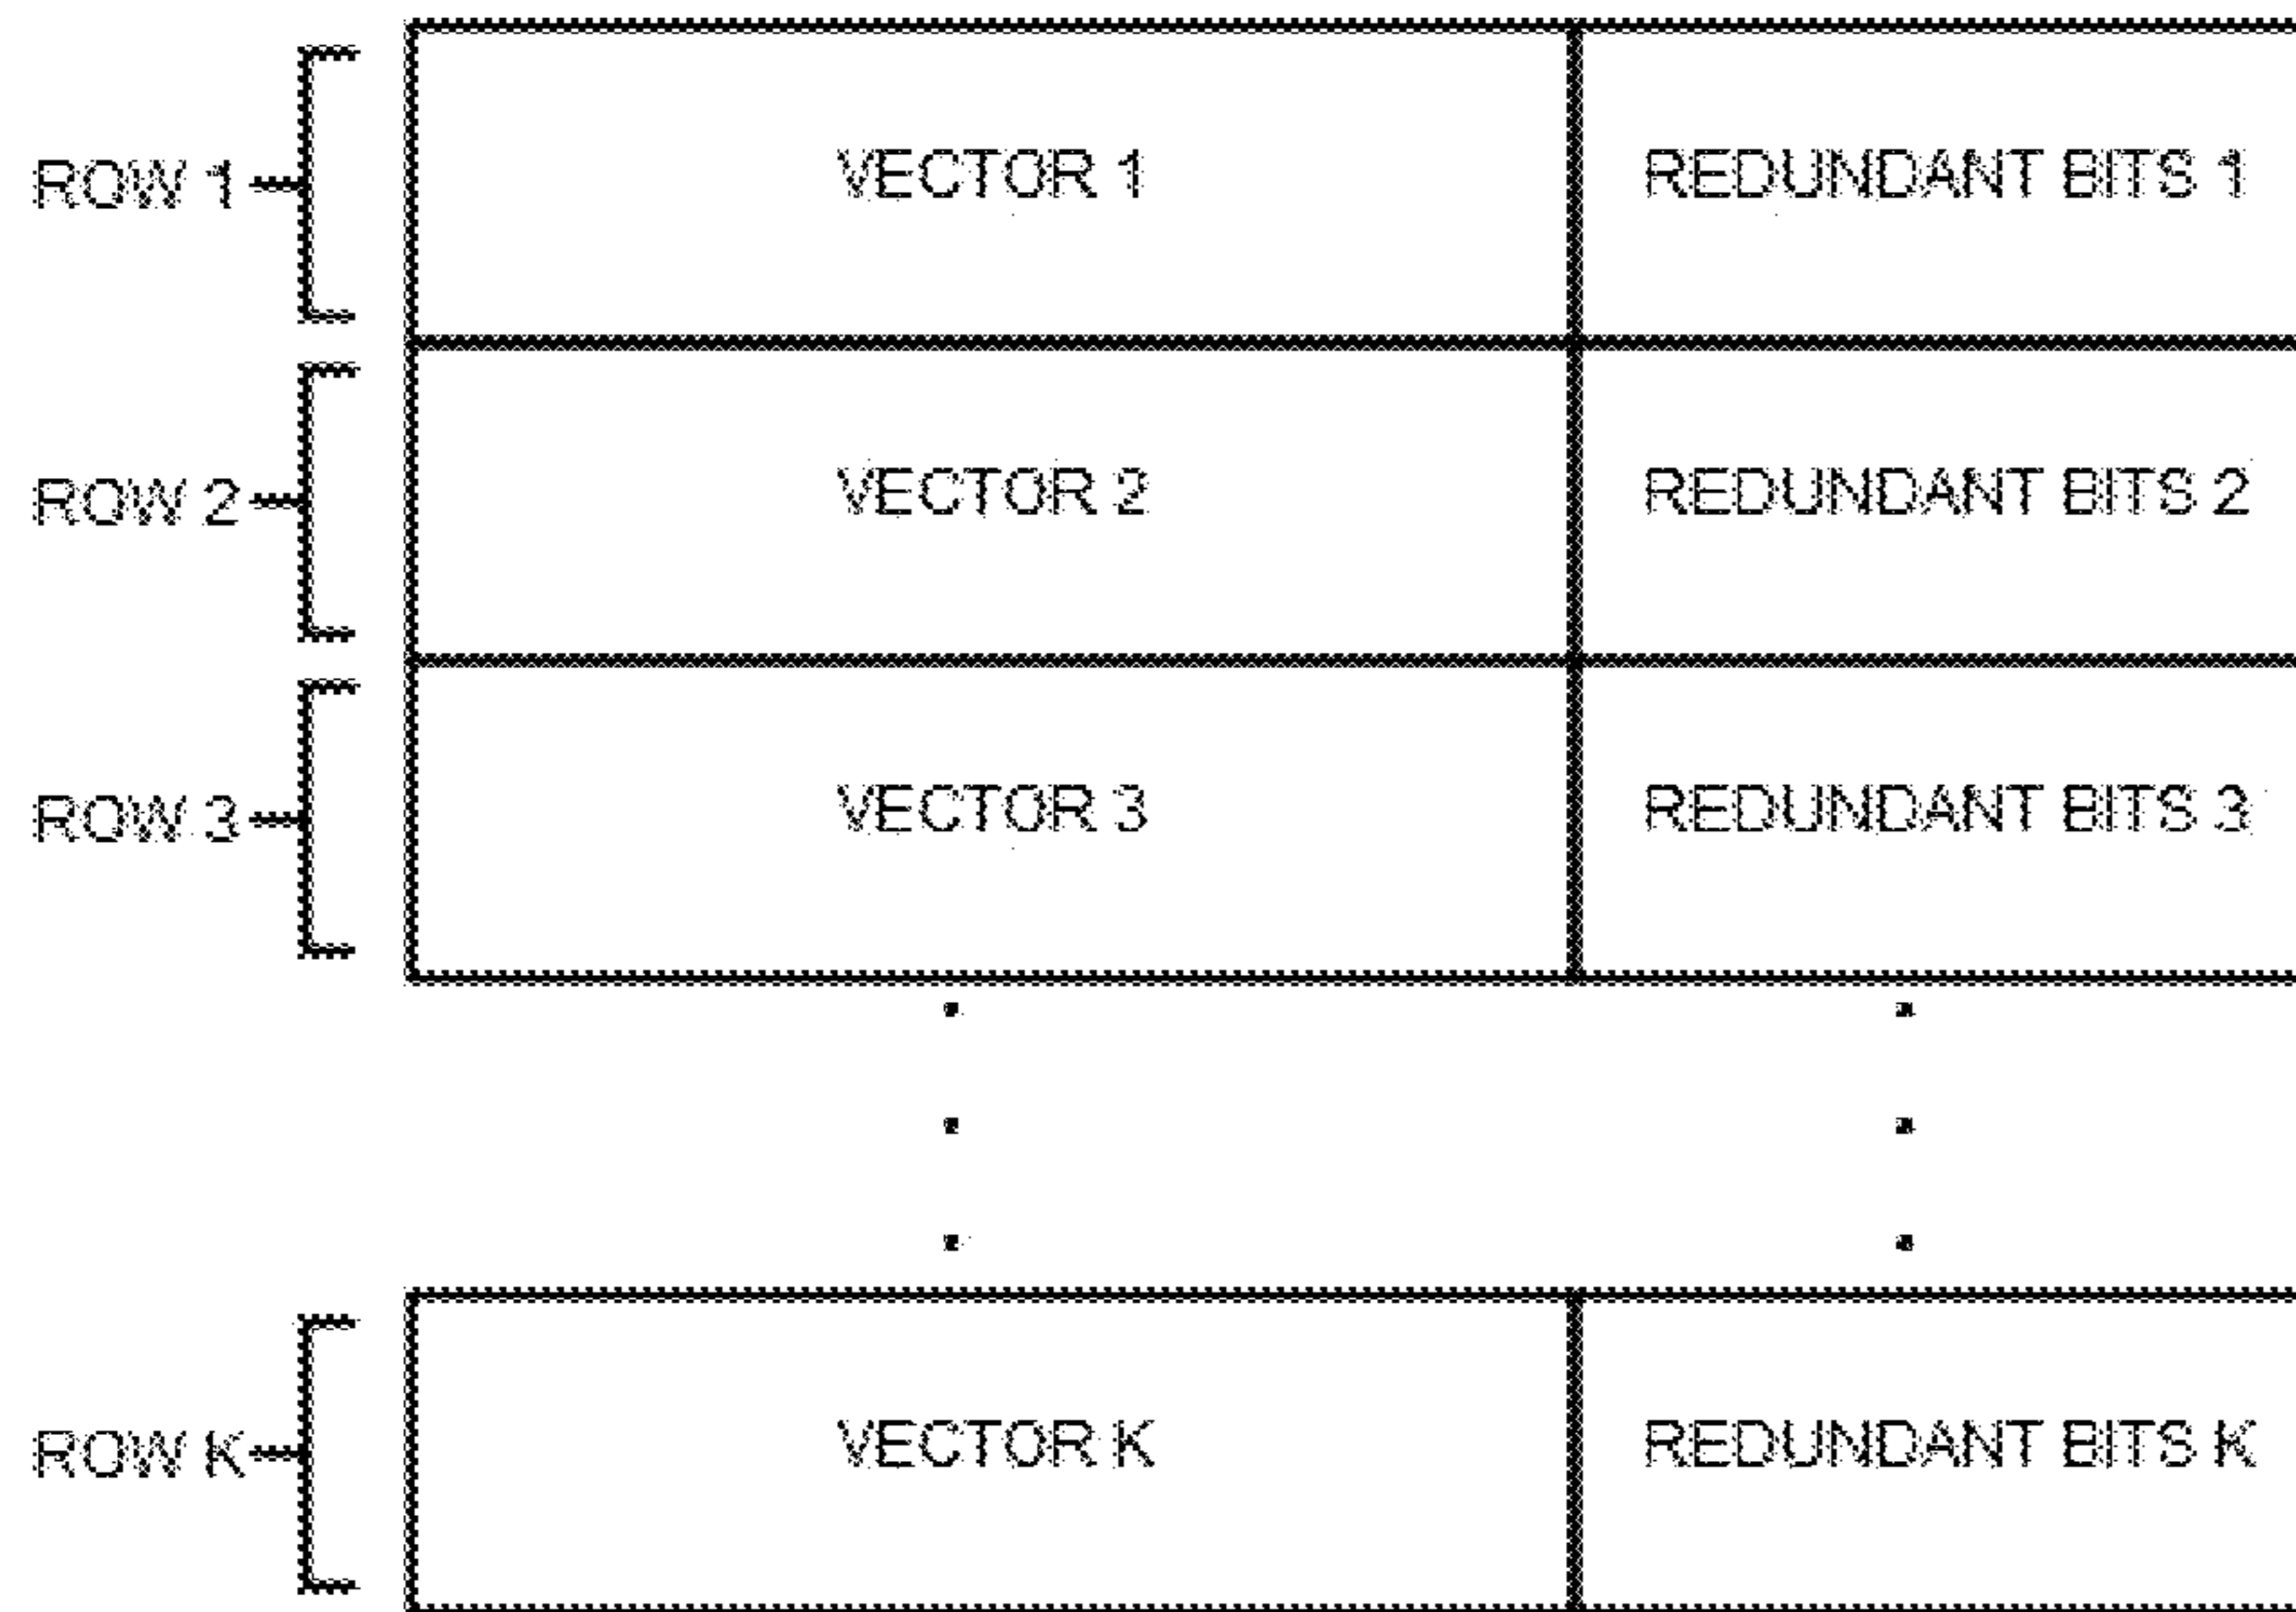 ROW 1 VECTOR 1 REDUNDANT BITS 1
ROW 2 VECTOR 2 REDUNDANT BITS 2
ROW 3 VECTOR 3 REDUNDANT BITS 3
ROW K VECTOR K REDUNDANT BITS K